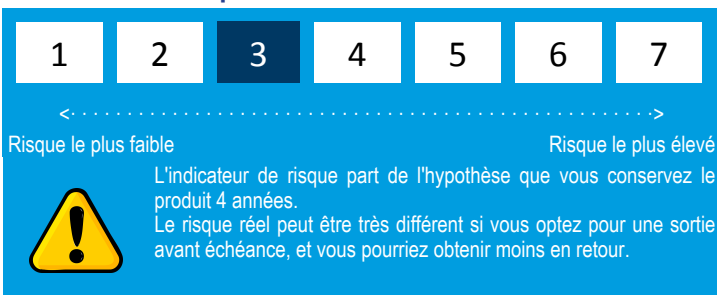 1 2 3 4 5 6 7
<· · · · · · · · · · · · · · · · · · · · · · · · · · · · · · · · · · · · · · · · · · · · · · · · · · · ·>
Risque le plus faible Risque le plus élevé
L'indicateur de risque part de l'hypothèse que vous conservez le
produit 4 années.
Le risque réel peut être très différent si vous optez pour une sortie
avant échéance, et vous pourriez obtenir moins en retour.